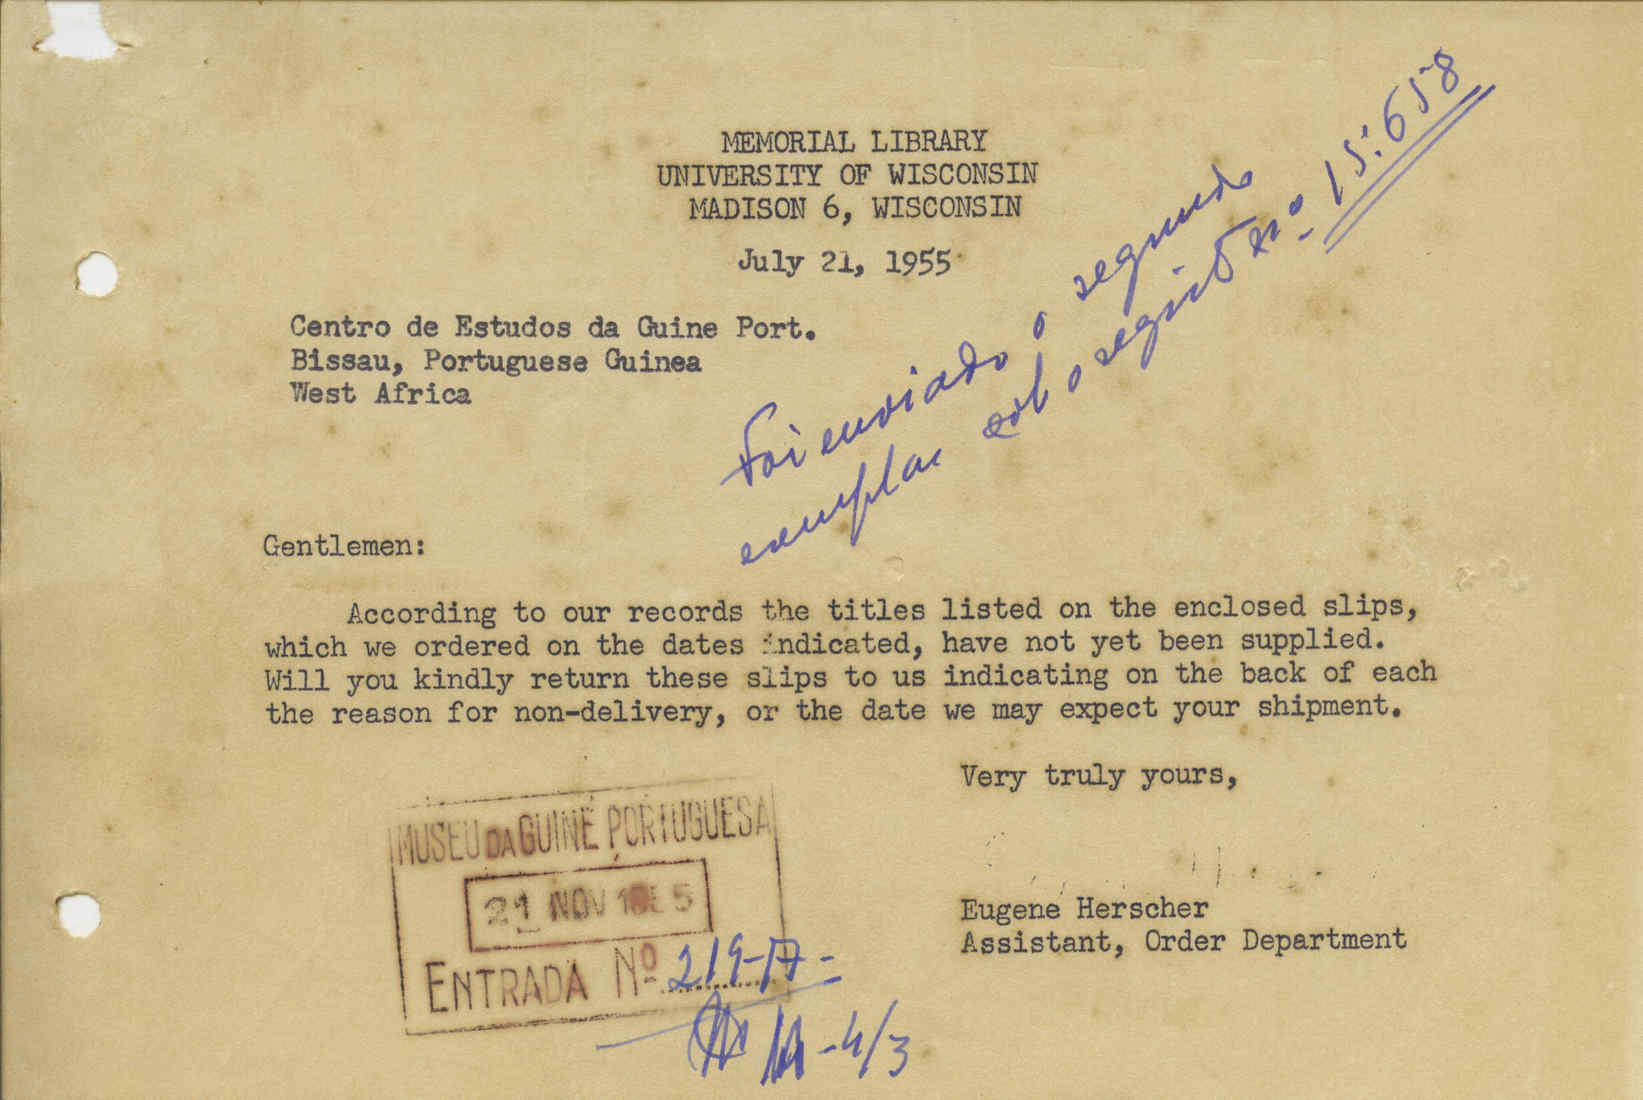 MEMORIAL LIBRARY
UNIVERSITY OF WISCONSIN
MADISON 6, WISCONSIN
July 21, 1955
Centro de Estudos da Guine Port.
Bissau, Portuguese Guinea
West Africa
Foi enviado o segundo
exemplar sob o registo nº 15:658
Gentlemen:
According to our records the titles listed on the enclosed slips,
which we ordered on the dates indicated, have not yet been supplied.
Will you kindly return these slips to us indicating on the back of each
the reason for non-delivery, or the date we may expect your shipment.
Very truly yours,
Eugene Herscher
Assistant, Order Department
MUSEU DA GUINÉ PORTUGUESA
21 NOV 1955
ENTRADA Nº 219-
-4/3